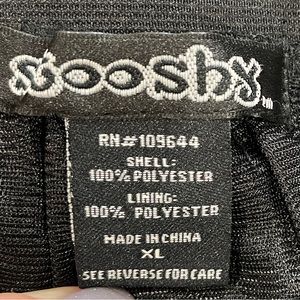 sooshy
RN#109644
SHELL:
100% POLYESTER
LINING:
100% POLYESTER
MADE IN CHINA
XL
SEE REVERSE FOR CARE